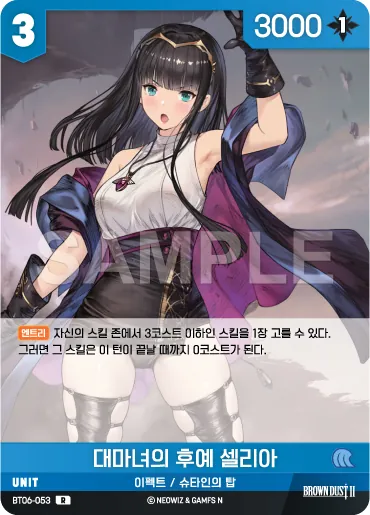 3
3000 1
SAMPLE
엔트리 자신의 스킬 존에서 3코스트 이하인 스킬을 1장 고를 수 있다.
그러면 그 스킬은 이 턴이 끝날 때까지 0코스트가 된다.
대마녀의 후예 셀리아
UNIT 이펙트 / 슈타인의 탑
BT06-053 R ⓒ NEOWIZ & GAMFS N BROWN DUST II